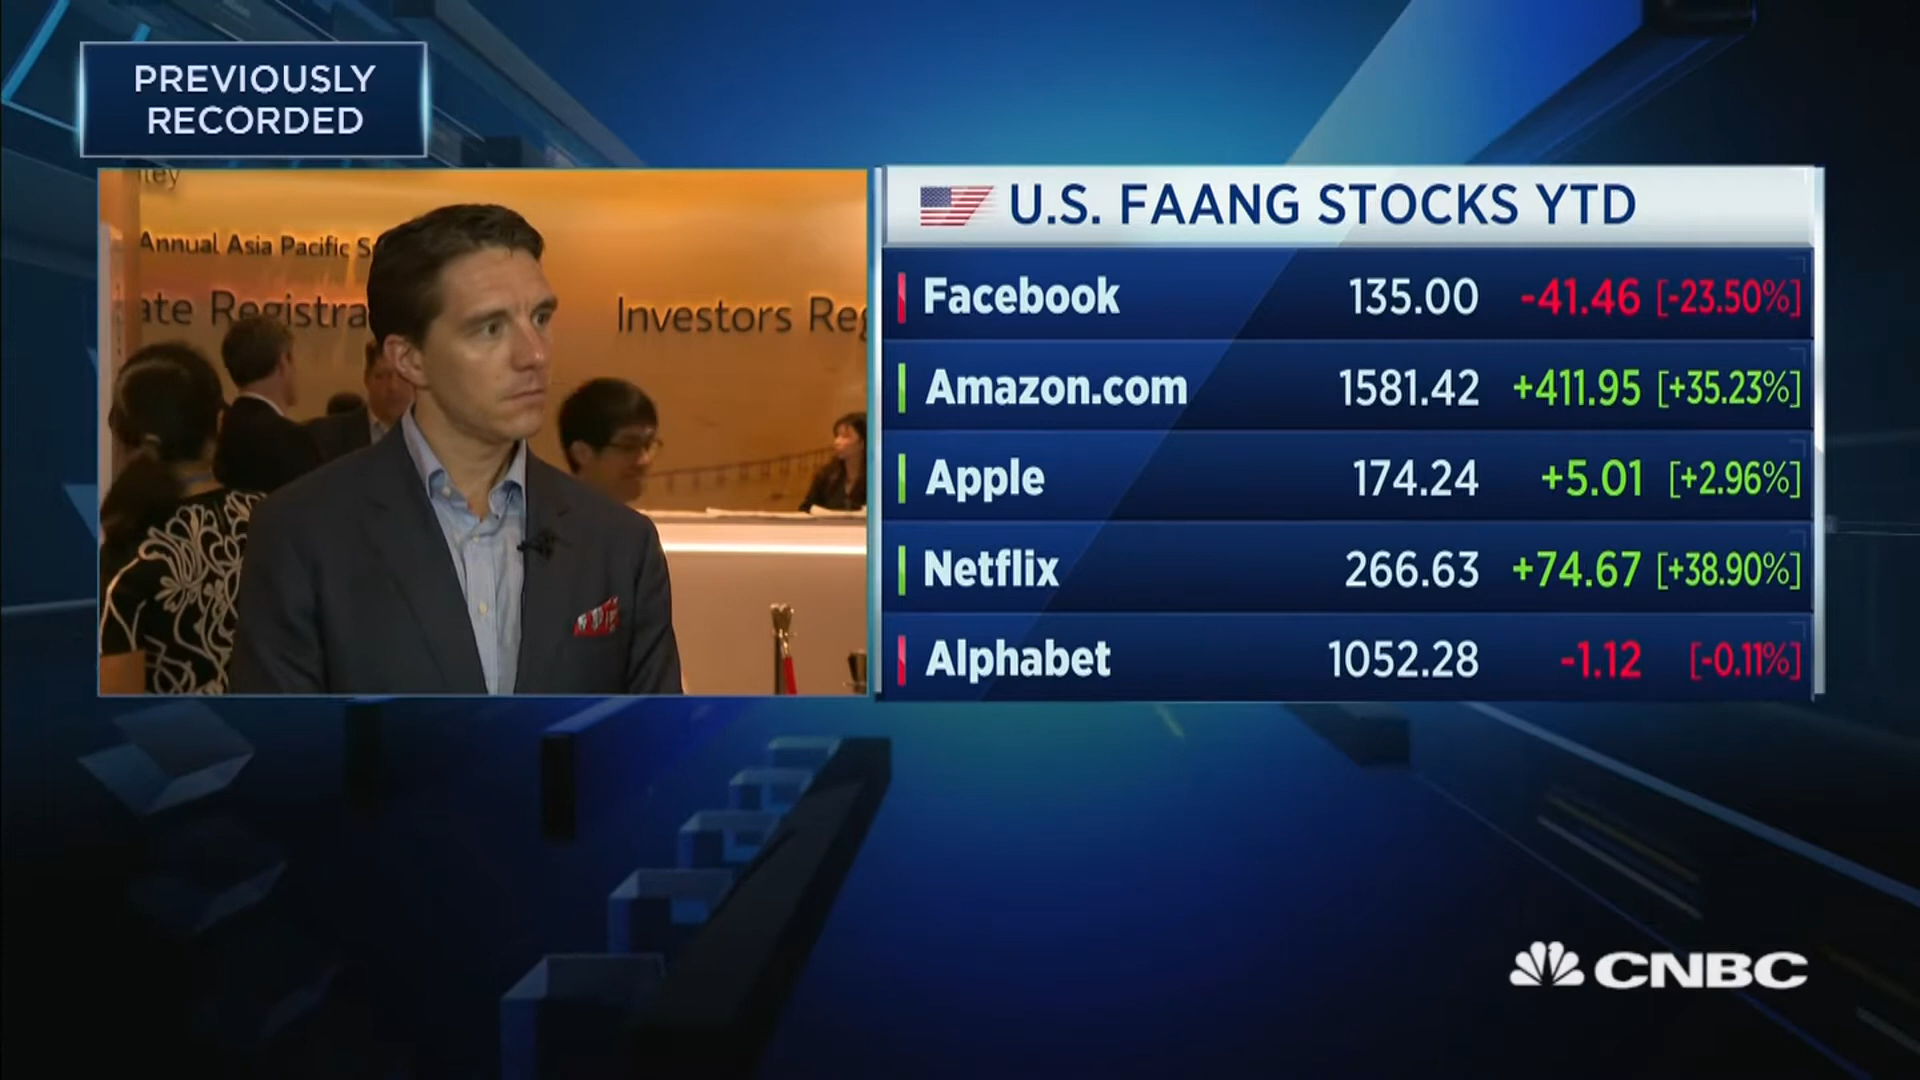 PREVIOUSLY
RECORDED
Annual Asia Pacific
Registra
Investors Reg
U.S. FAANG STOCKS YTD
Facebook 135.00 -41.46 [-23.50%]
Amazon.com 1581.42 +411.95 [+35.23%]
Apple 174.24 +5.01 [+2.96%]
Netflix 266.63 +74.67 [+38.90%]
Alphabet 1052.28 -1.12 [-0.11%]
CNBC